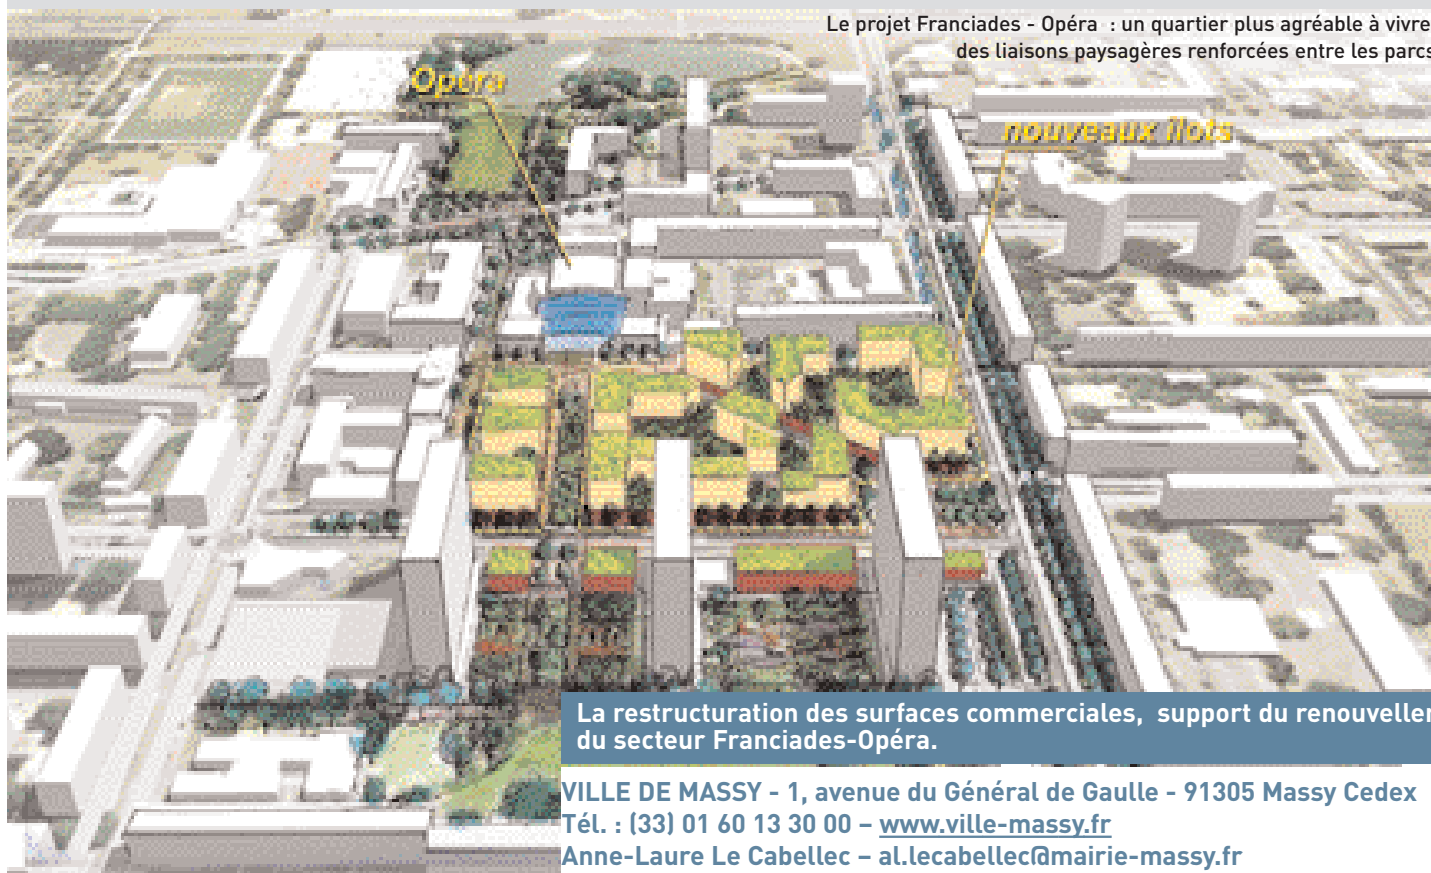 Le projet Franciades - Opéra : un quartier plus agréable à vivre
des liaisons paysagères renforcées entre les parcs
Opéra
nouveaux îlots
La restructuration des surfaces commerciales, support du renouveller
du secteur Franciades-Opéra.
VILLE DE MASSY - 1, avenue du Général de Gaulle - 91305 Massy Cedex
Tél. : (33) 01 60 13 30 00 – www.ville-massy.fr
Anne-Laure Le Cabellec – al.lecabellec@mairie-massy.fr